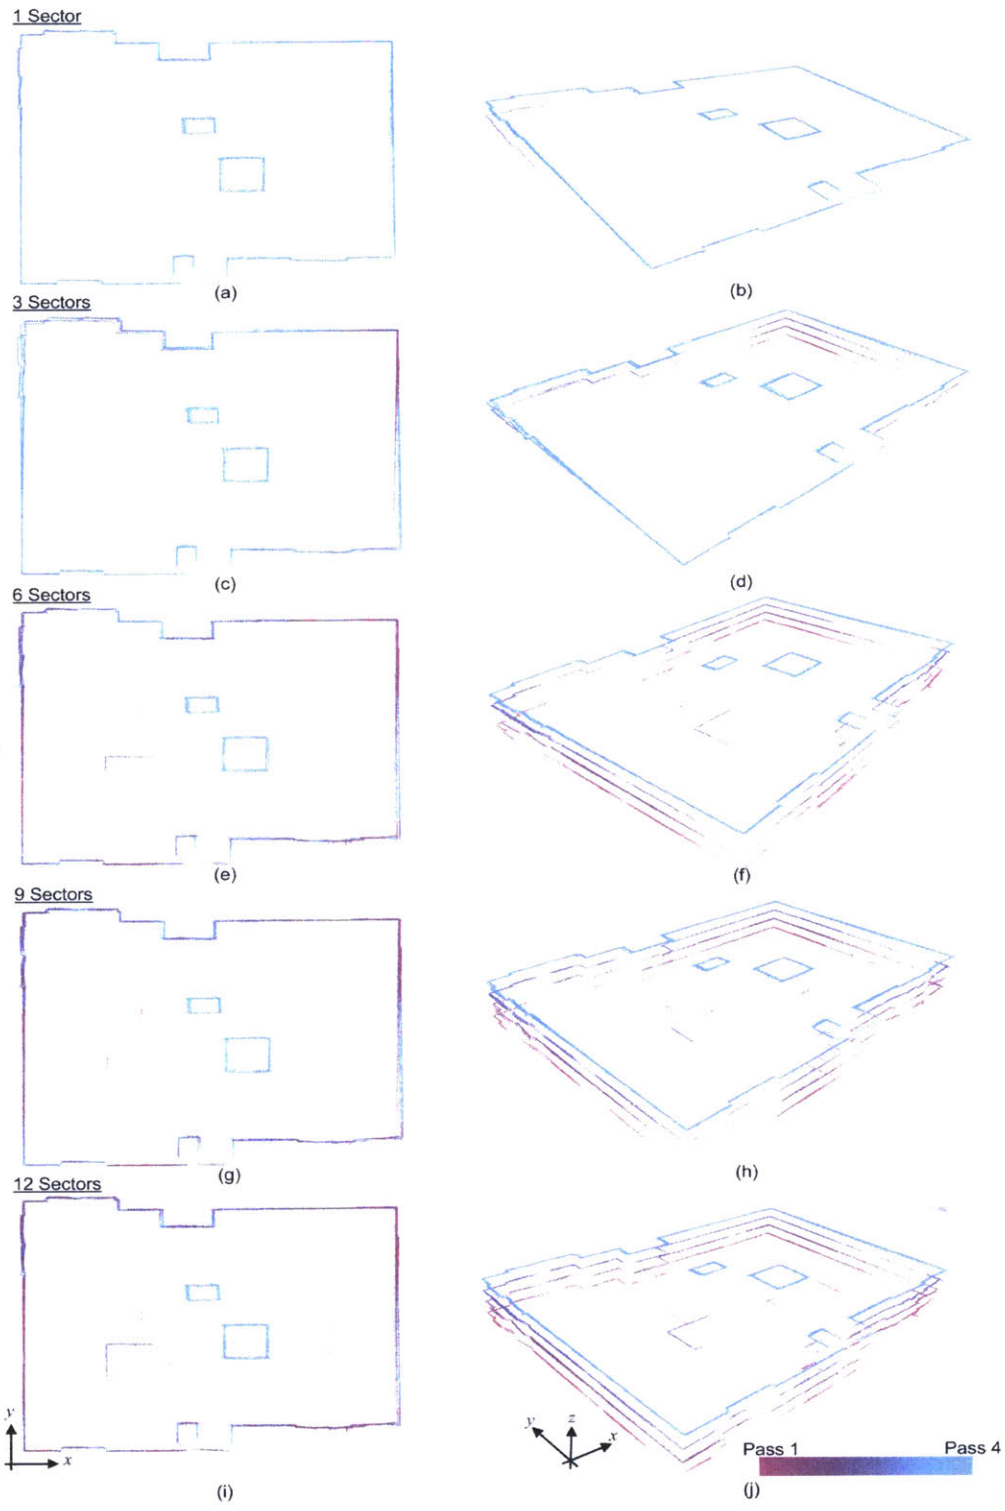 1 Sector
(a)
(b)
3 Sectors
(c)
(d)
6 Sectors
(e)
(f)
9 Sectors
(g)
(h)
12 Sectors
y
x
(i)
y
z
x
Pass 1
Pass 4
(j)